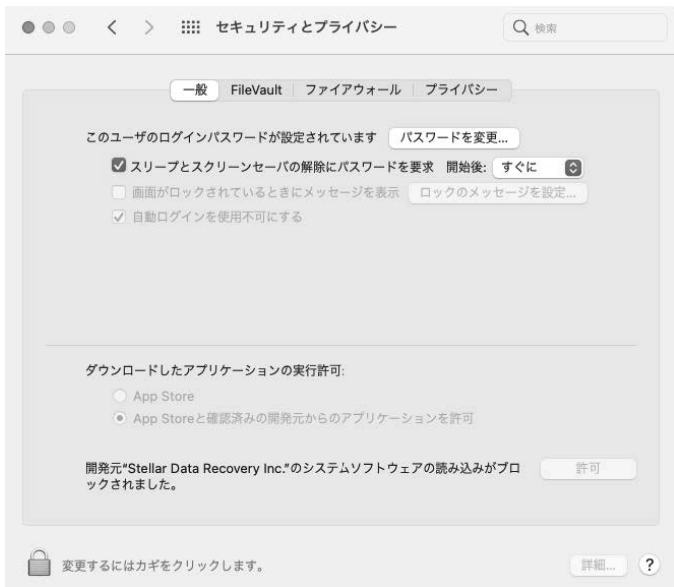 セキュリティとプライバシー
検索
一般 FileVault ファイアウォール プライバシー
このユーザのログインパスワードが設定されています パスワードを変更...
スリープとスクリーンセーバの解除にパスワードを要求 開始後: すぐに
画面がロックされているときにメッセージを表示 ロックのメッセージを設定...
自動ログインを使用不可にする
ダウンロードしたアプリケーションの実行許可:
App Store
App Storeと確認済みの開発元からのアプリケーションを許可
開発元"Stellar Data Recovery Inc."のシステムソフトウェアの読み込みがブロ
ックされました。 許可
変更するにはカギをクリックします。 詳細... ?